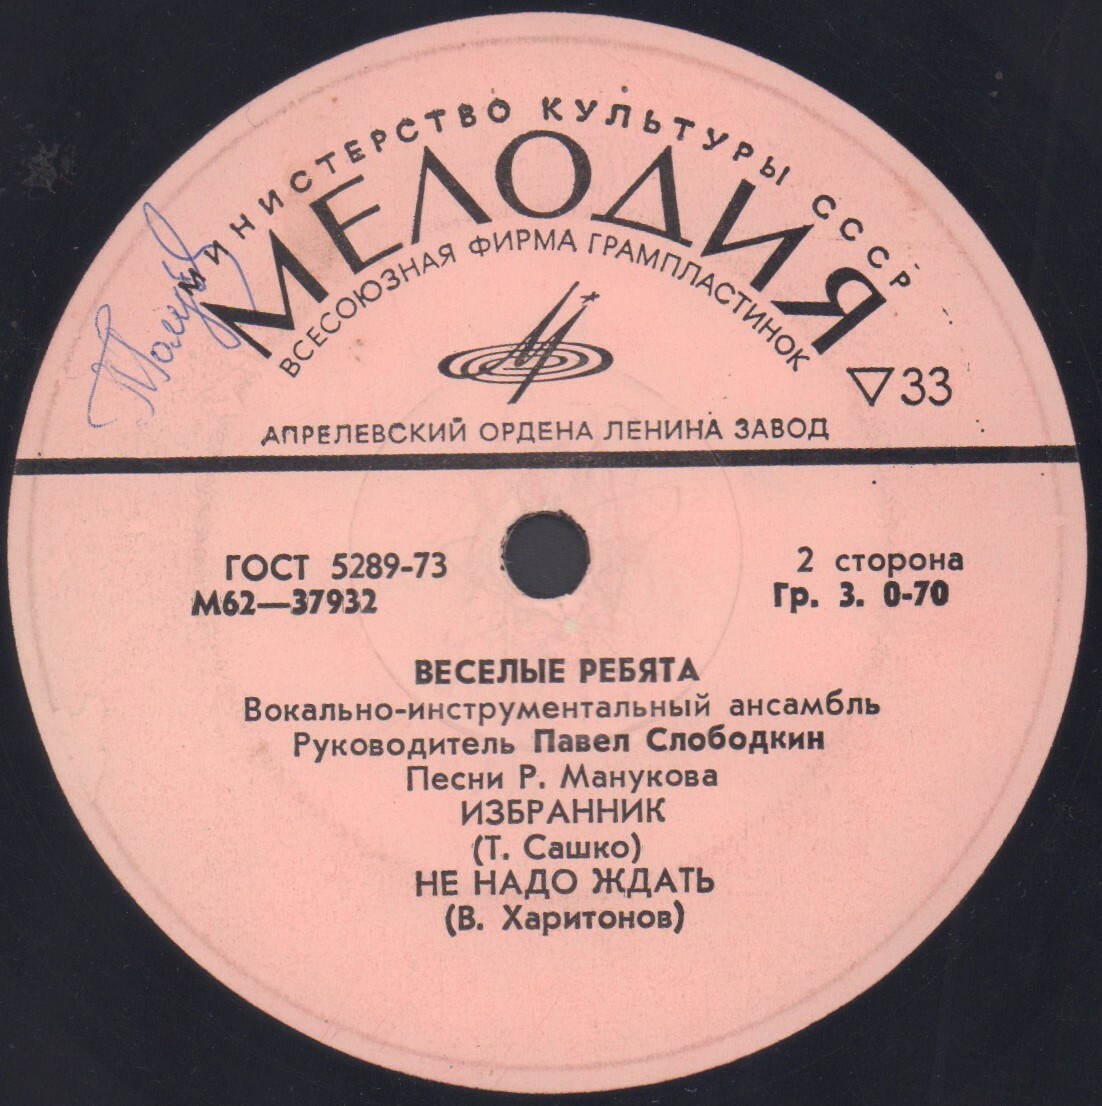 МИНИСТЕРСТВО КУЛЬТУРЫ СССР
МЕЛОДИЯ
ВСЕСОЮЗНАЯ ФИРМА ГРАМПЛАСТИНОК
33
АПРЕЛЕВСКИЙ ОРДЕНА ЛЕНИНА ЗАВОД
ГОСТ 5289-73
2 сторона
М62—37932
Гр. 3. 0-70
ВЕСЕЛЫЕ РЕБЯТА
Вокально-инструментальный ансамбль
Руководитель Павел Слободкин
Песни Р. Манукова
ИЗБРАННИК
(Т. Сашко)
НЕ НАДО ЖДАТЬ
(В. Харитонов)